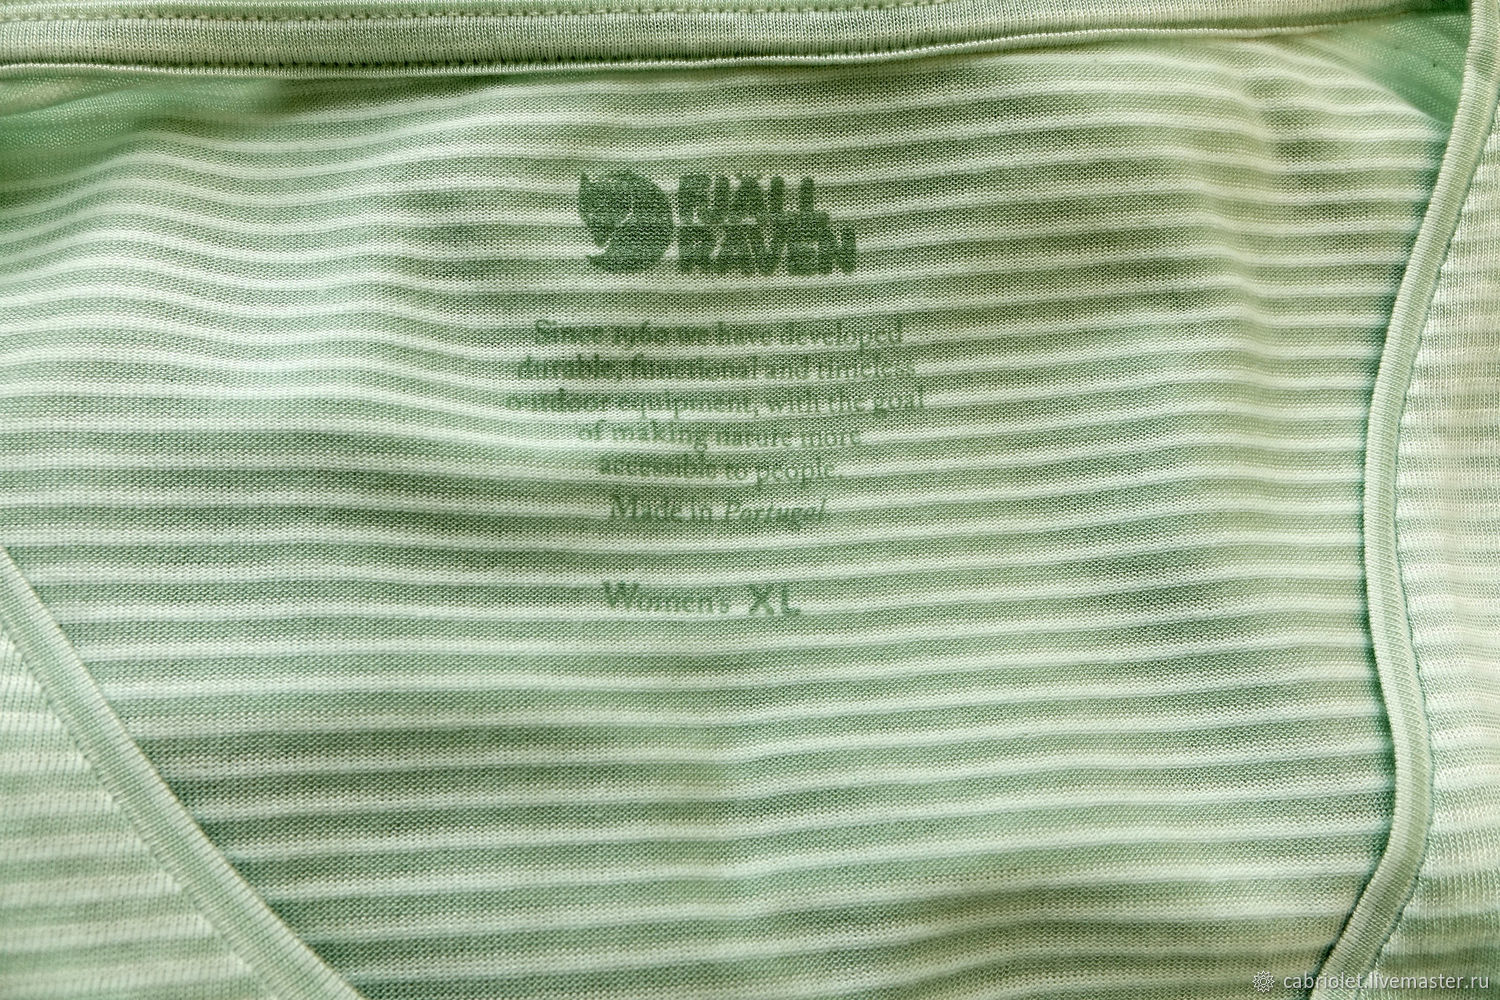 FJÄLL
RÄVEN
Since 1960 we have developed
durable, functional and timeless
outdoor equipment, with the goal
of making nature more
accessible to people.
Made in Portugal
Women's XL
cabriolet.livemaster.ru